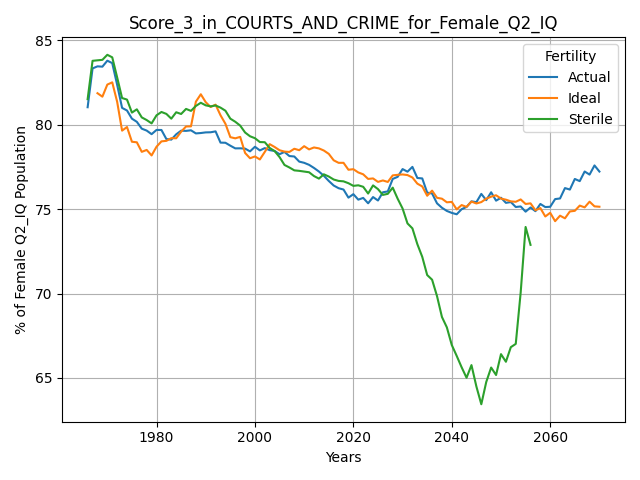 Score_3_in_COURTS_AND_CRIME_for_Female_Q2_IQ
% of Female Q2_IQ Population
85
80
75
70
65
Fertility
Actual
Ideal
Sterile
1980 2000 2020 2040 2060
Years